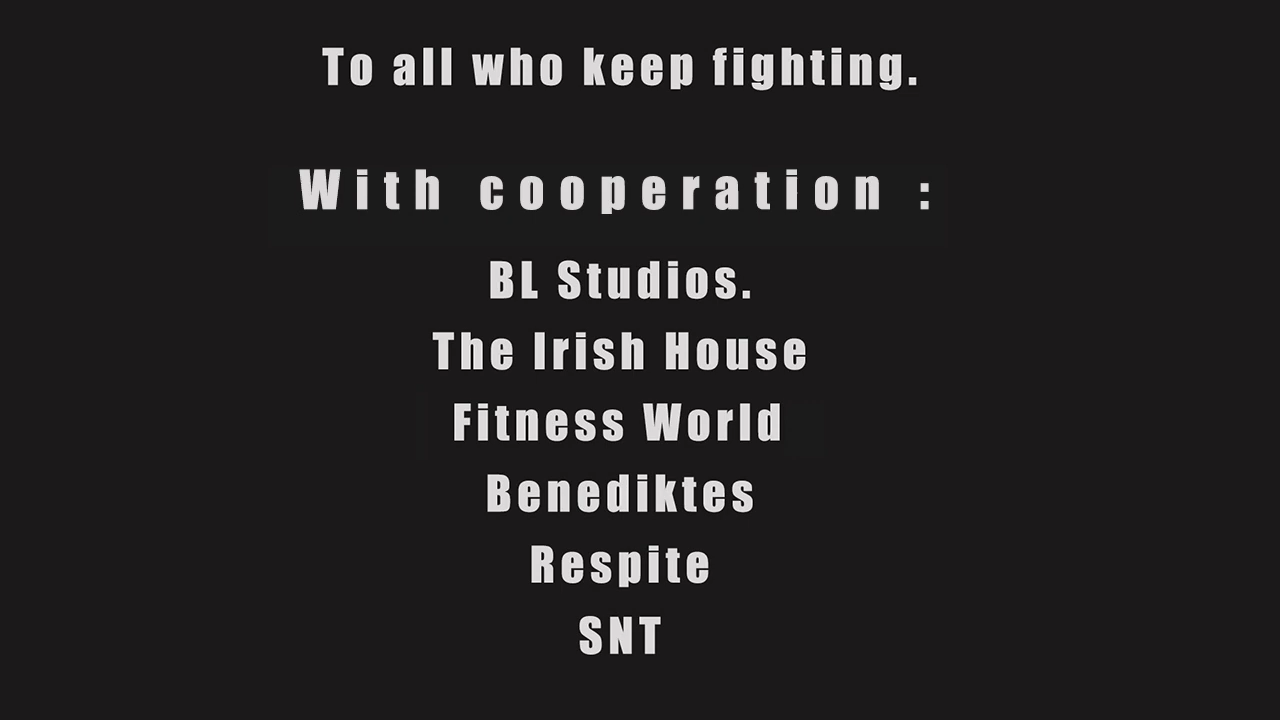 To all who keep fighting.
With cooperation :
BL Studios.
The Irish House
Fitness World
Benediktes
Respite
SNT